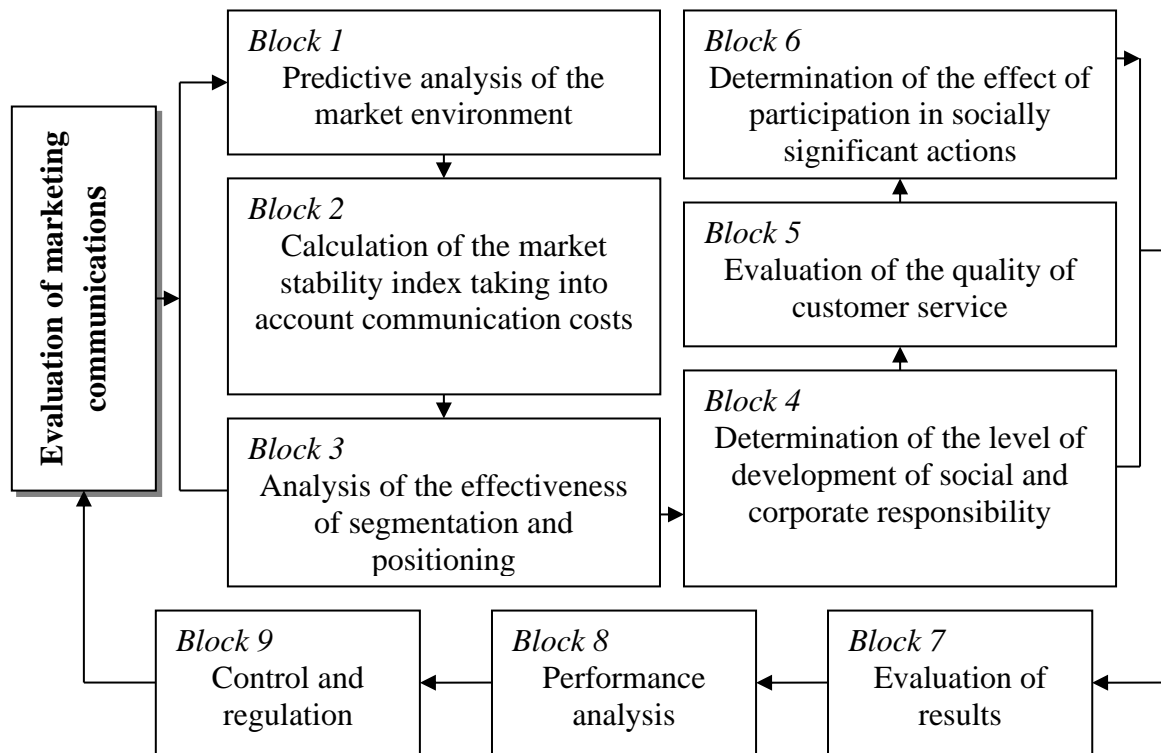 Evaluation of marketing
communications
Block 1
Predictive analysis of the
market environment
Block 2
Calculation of the market
stability index taking into
account communication costs
Block 3
Analysis of the effectiveness
of segmentation and
positioning
Block 4
Determination of the level of
development of social and
corporate responsibility
Block 5
Evaluation of the quality of
customer service
Block 6
Determination of the effect of
participation in socially
significant actions
Block 7
Evaluation of
results
Block 8
Performance
analysis
Block 9
Control and
regulation